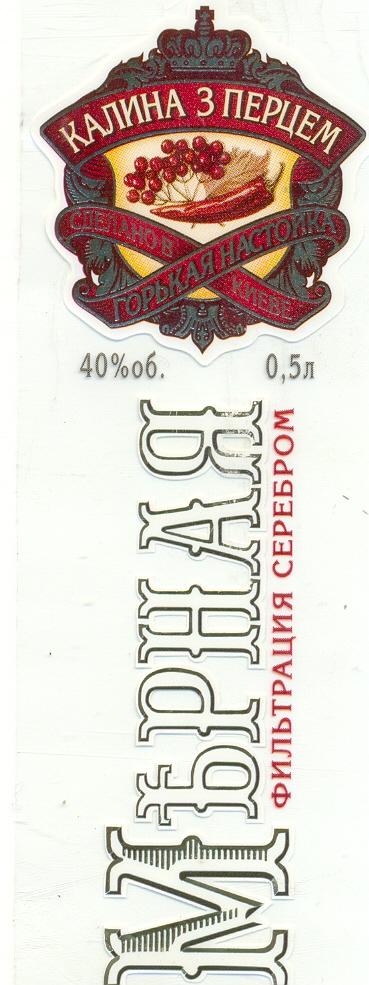 КАЛИНА З ПЕРЦЕМ
СДЕЛАНО В КИЕВЕ
ГОРЬКАЯ НАСТОЙКА
40%об. 0,5л
МѢРНАЯ
ФИЛЬТРАЦИЯ СЕРЕБРОМ